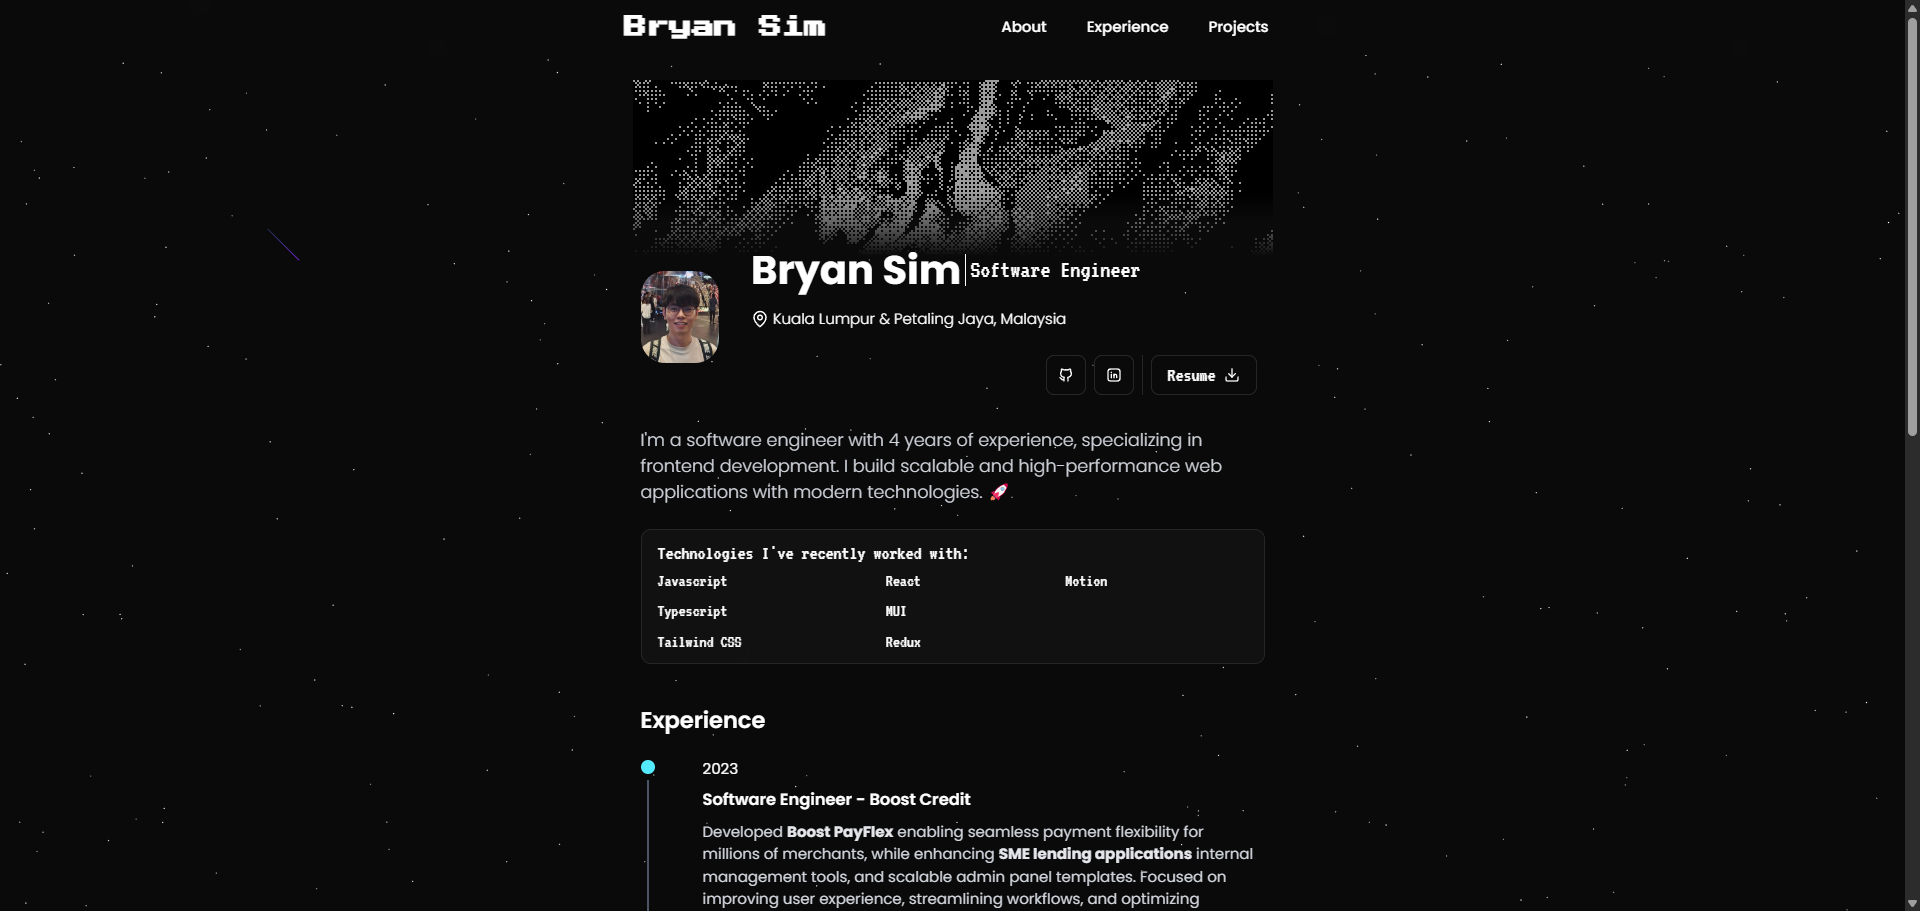 Bryan Sim
About Experience Projects
Bryan Sim Software Engineer
Kuala Lumpur & Petaling Jaya, Malaysia
Resume
I'm a software engineer with 4 years of experience, specializing in
frontend development. I build scalable and high-performance web
applications with modern technologies. 🚀
Technologies I've recently worked with:
Javascript React Motion
Typescript MUI
Tailwind CSS Redux
Experience
2023
Software Engineer - Boost Credit
Developed Boost PayFlex enabling seamless payment flexibility for
millions of merchants, while enhancing SME lending applications internal
management tools, and scalable admin panel templates. Focused on
improving user experience, streamlining workflows, and optimizing